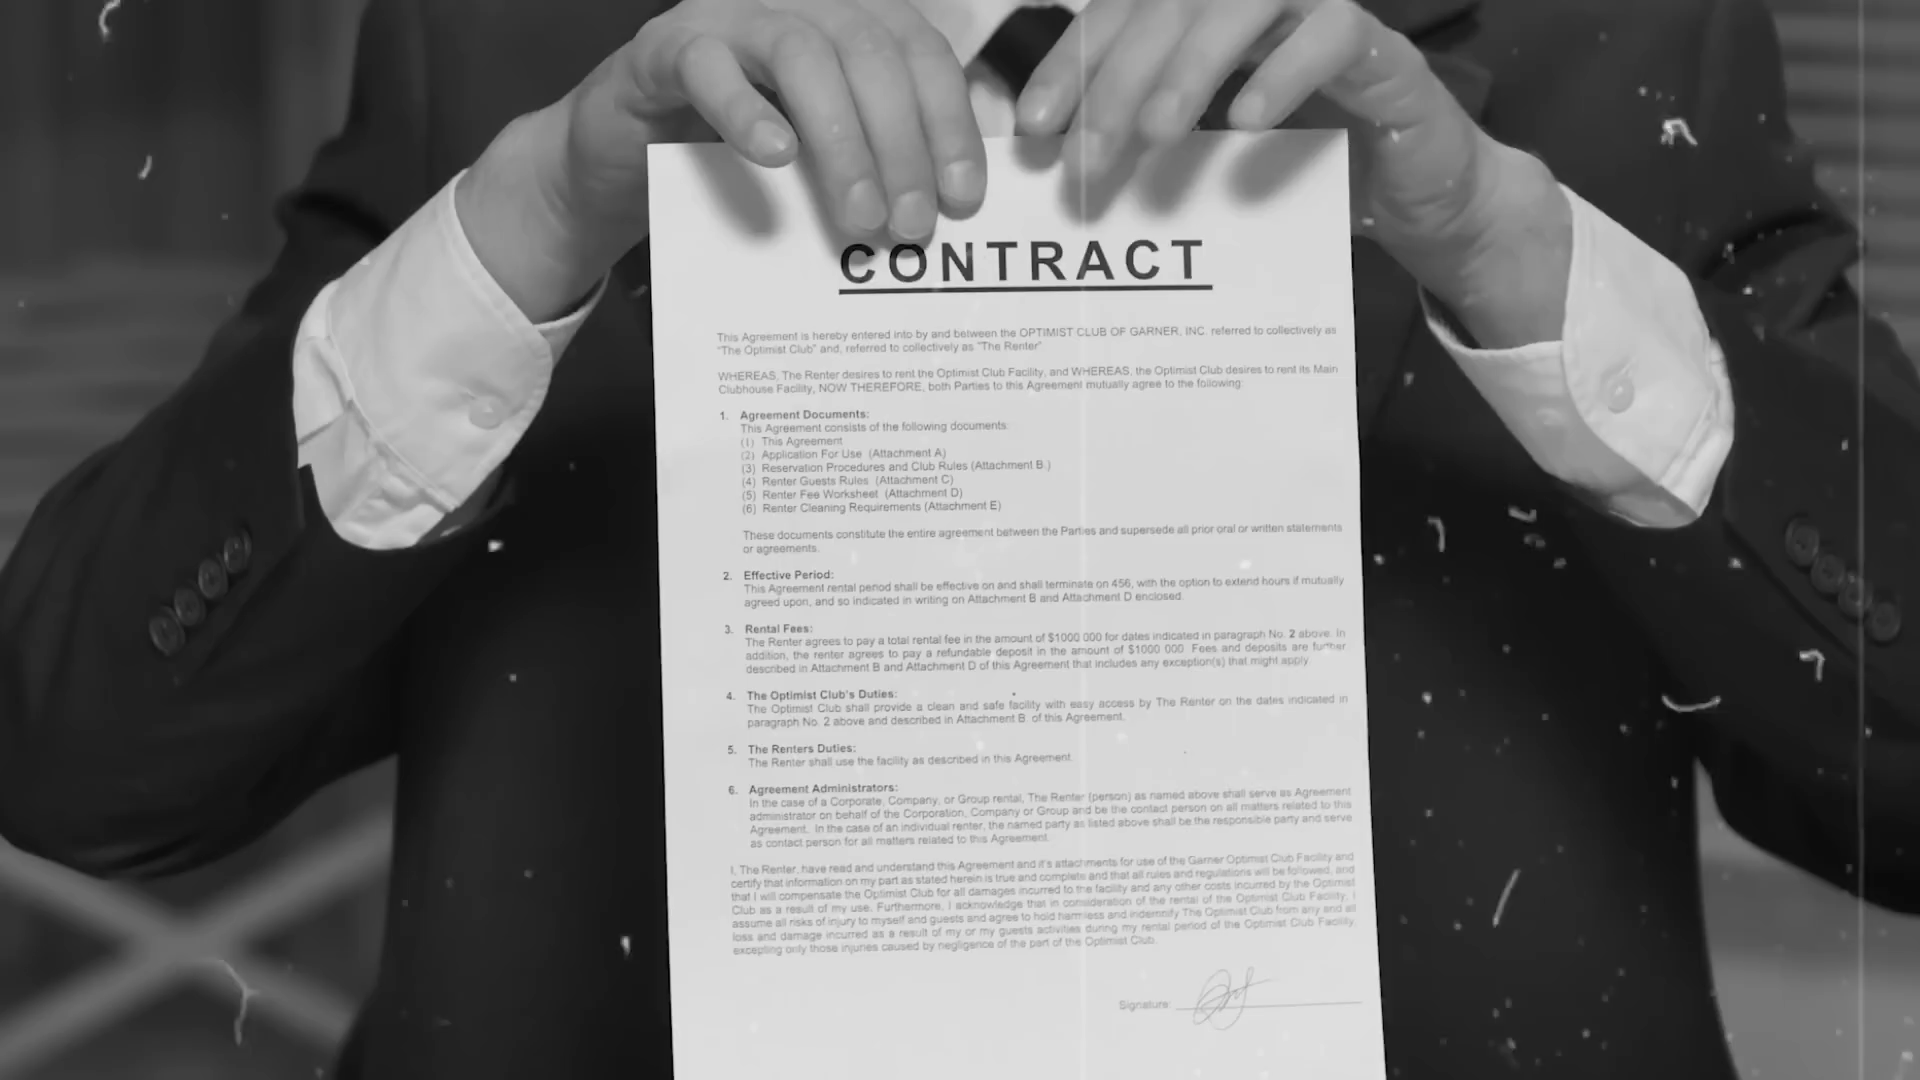 CONTRACT
This Agreement is hereby entered into by and between the OPTIMIST CLUB OF GARNER, INC. referred to collectively as
"The Optimist Club" and, referred to collectively as "The Renter"
WHEREAS, The Renter desires to rent the Optimist Club Facility, and WHEREAS, the Optimist Club desires to rent its Main
Clubhouse Facility, NOW THEREFORE, both Parties to this Agreement mutually agree to the following:
1. Agreement Documents:
This Agreement consists of the following documents:
(1) This Agreement
(2) Application For Use (Attachment A)
(3) Reservation Procedures and Club Rules (Attachment B.)
(4) Renter Guests Rules (Attachment C)
(5) Renter Fee Worksheet (Attachment D)
(6) Renter Cleaning Requirements (Attachment E)
These documents constitute the entire agreement between the Parties and supersede all prior oral or written statements
or agreements.
2. Effective Period:
This Agreement rental period shall be effective on and shall terminate on 456, with the option to extend hours if mutually
agreed upon, and so indicated in writing on Attachment B and Attachment D enclosed.
3. Rental Fees:
The Renter agrees to pay a total rental fee in the amount of $1000 000 for dates indicated in paragraph No. 2 above. In
addition, the renter agrees to pay a refundable deposit in the amount of $1000 000 Fees and deposits are further
described in Attachment B and Attachment D of this Agreement that includes any exception(s) that might apply
4. The Optimist Club's Duties:
The Optimist Club shall provide a clean and safe facility with easy access by The Renter on the dates indicated in
paragraph No. 2 above and described in Attachment B of this Agreement.
5. The Renters Duties:
The Renter shall use the facility as described in this Agreement.
6. Agreement Administrators:
In the case of a Corporate, Company, or Group rental, The Renter (person) as named above shall serve as Agreement
administrator on behalf of the Corporation, Company or Group and be the contact person on all matters related to this
Agreement. In the case of an individual renter, the named party as listed above shall be the responsible party and serve
as contact person for all matters related to this Agreement.
I, The Renter, have read and understand this Agreement and it's attachments for use of the Garner Optimist Club Facility and
certify that information on my part as stated herein is true and complete and that all rules and regulations will be followed, and
that I will compensate the Optimist Club for all damages incurred to the facility and any other costs incurred by the Optimist
Club as a result of my use. Furthermore, I acknowledge that in consideration of the rental of the Optimist Club Facility, I
assume all risks of injury to myself and guests and agree to hold harmless and indemnify The Optimist Club from any and all
loss and damage incurred as a result of my or my guests activities during my rental period of the Optimist Club Facility,
excepting only those injuries caused by negligence of the part of the Optimist Club.
Signature: